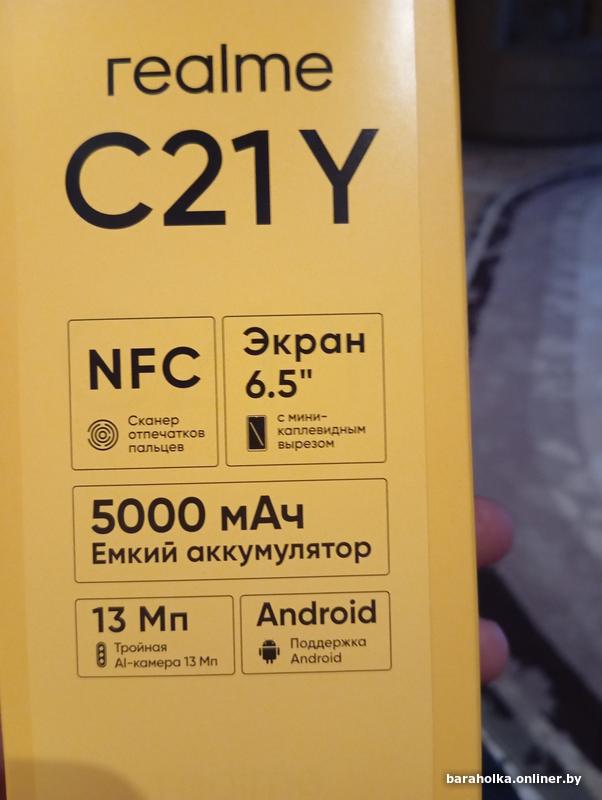 realme
C21Y
NFC
Сканер
отпечатков
пальцев
Экран
6.5"
с мини-
каплевидным
вырезом
5000 мАч
Емкий аккумулятор
13 Мп
Тройная
AI-камера 13 Мп
Android
Поддержка
Android
baraholka.onliner.by